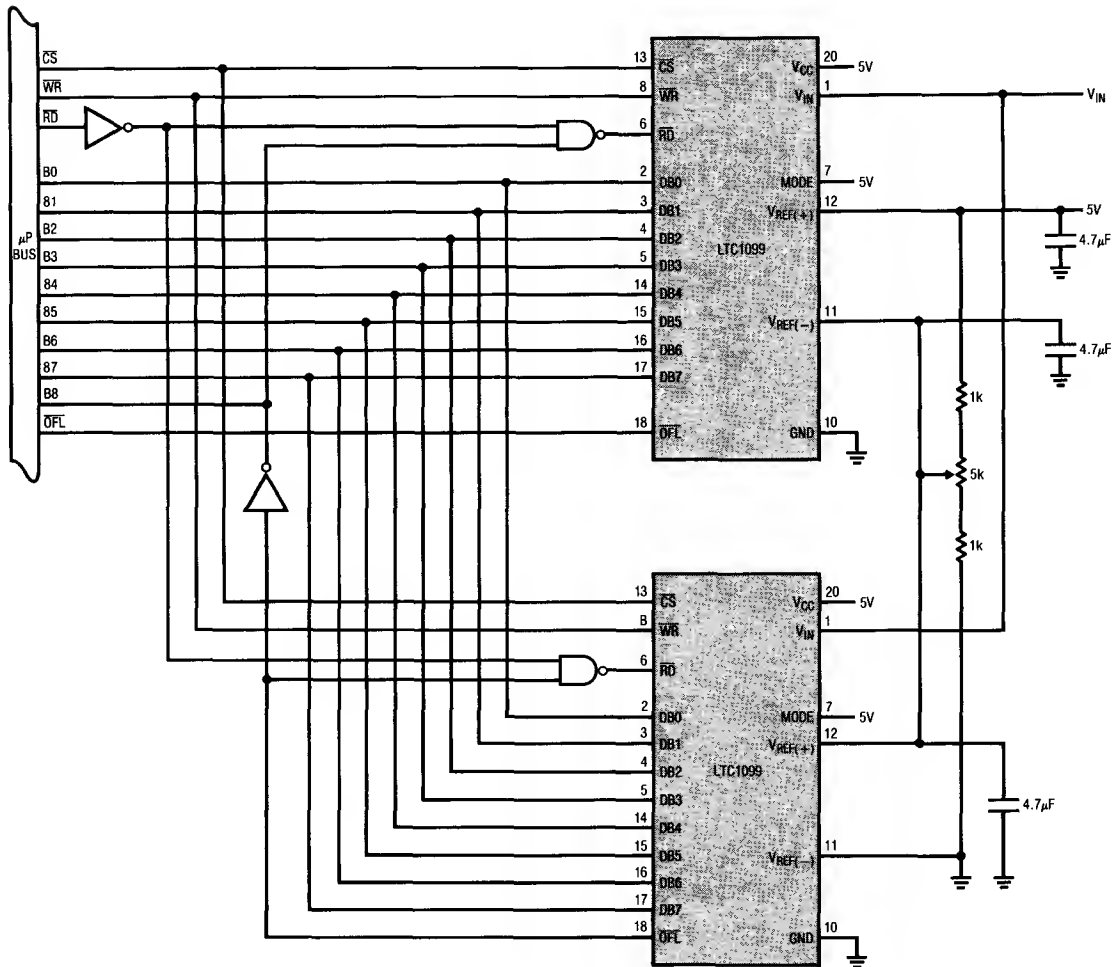 CS
WR
RD
B0
81
B2
B3
84
85
B6
87
B8
OFL
μP
BUS
13
8
6
2
3
4
5
14
15
16
17
18
CS
WR
RD
DB0
DB1
DB2
DB3
DB4
DB5
DB6
DB7
OFL
LTC1099
VCC
VIN
MODE
VREF(+)
VREF(−)
GND
20
1
7
12
11
10
5V
VIN
5V
5V
4.7μF
4.7μF
1k
5k
1k
13
B
6
2
3
4
5
14
15
16
17
18
CS
WR
RD
DB0
DB1
DB2
DB3
DB4
DB5
DB6
DB7
OFL
LTC1099
VCC
VIN
MODE
VREF(+)
VREF(−)
GND
20
1
7
12
11
10
5V
5V
4.7μF